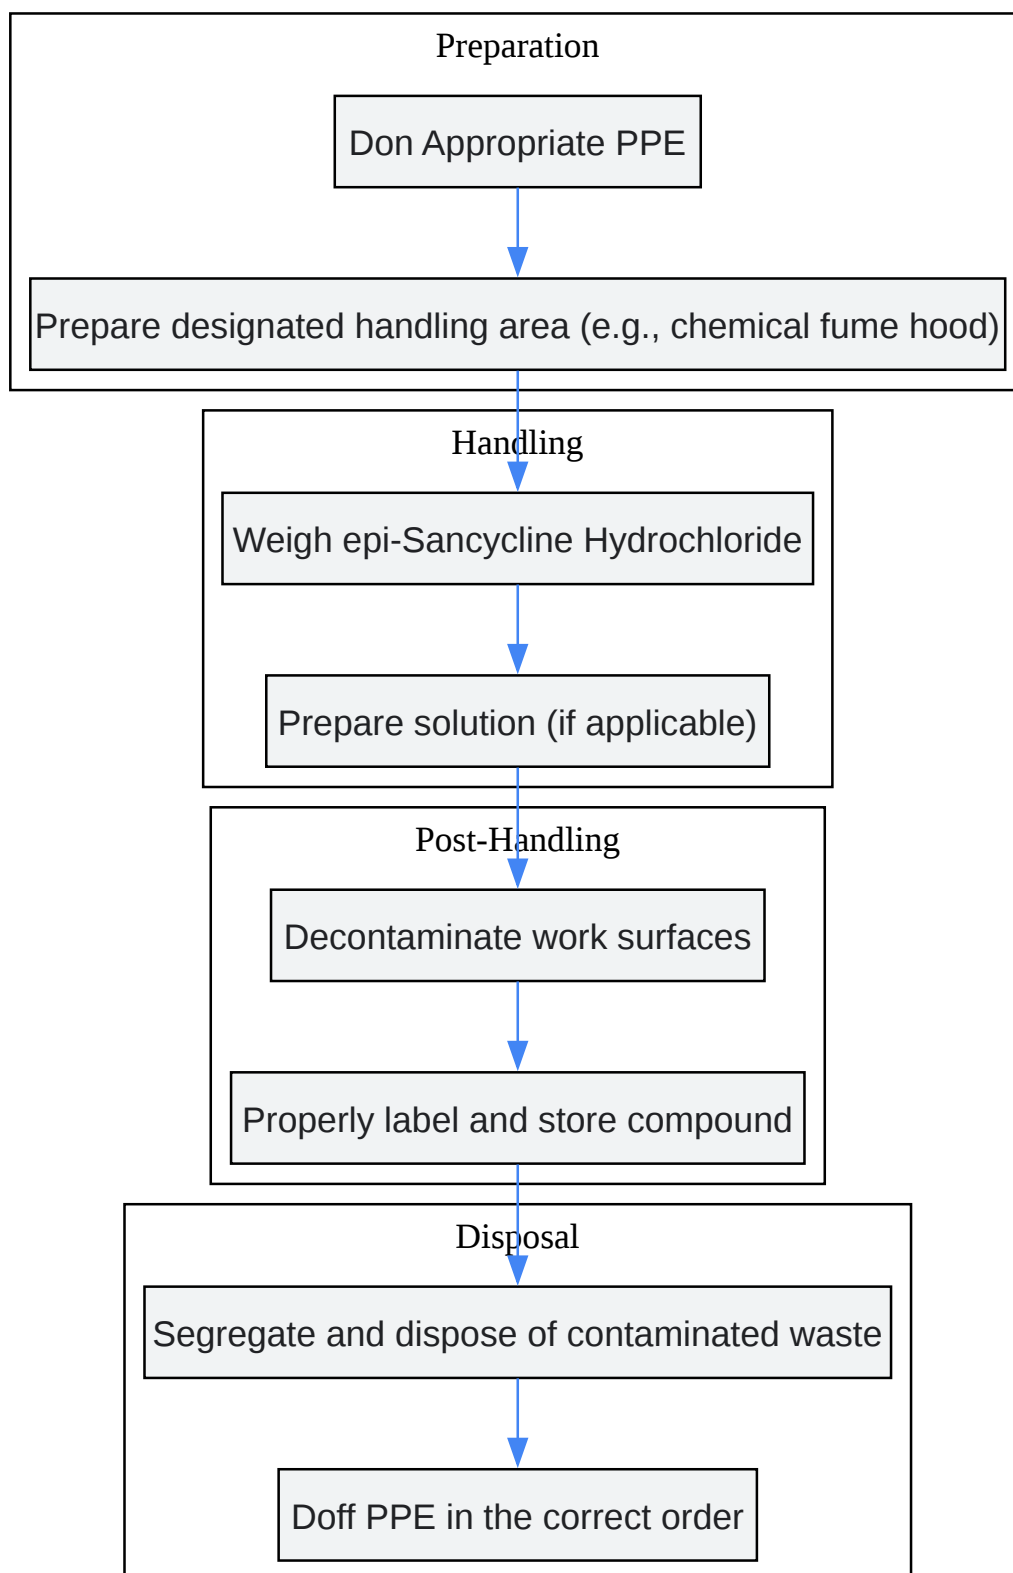 Preparation
Don Appropriate PPE
Prepare designated handling area (e.g., chemical fume hood)
Handling
Weigh epi-Sancycline Hydrochloride
Prepare solution (if applicable)
Post-Handling
Decontaminate work surfaces
Properly label and store compound
Disposal
Segregate and dispose of contaminated waste
Doff PPE in the correct order